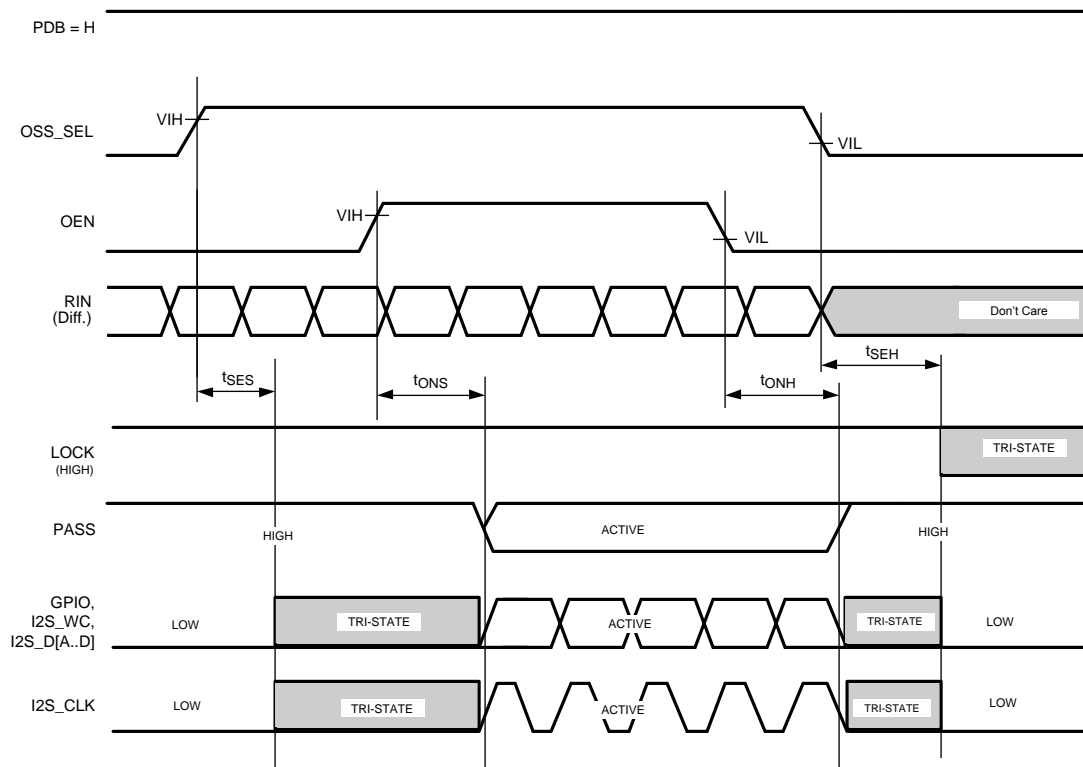 PDB = H
VIH
OSS_SEL
VIL
OEN
VIH
VIL
RIN
(Diff.)
Don't Care
tSES
tONS
tONH
tSEH
LOCK
(HIGH)
TRI-STATE
PASS
HIGH
ACTIVE
HIGH
GPIO,
I2S_WC,
I2S_D[A..D]
LOW
TRI-STATE
ACTIVE
TRI-STATE
LOW
I2S_CLK
LOW
TRI-STATE
ACTIVE
TRI-STATE
LOW